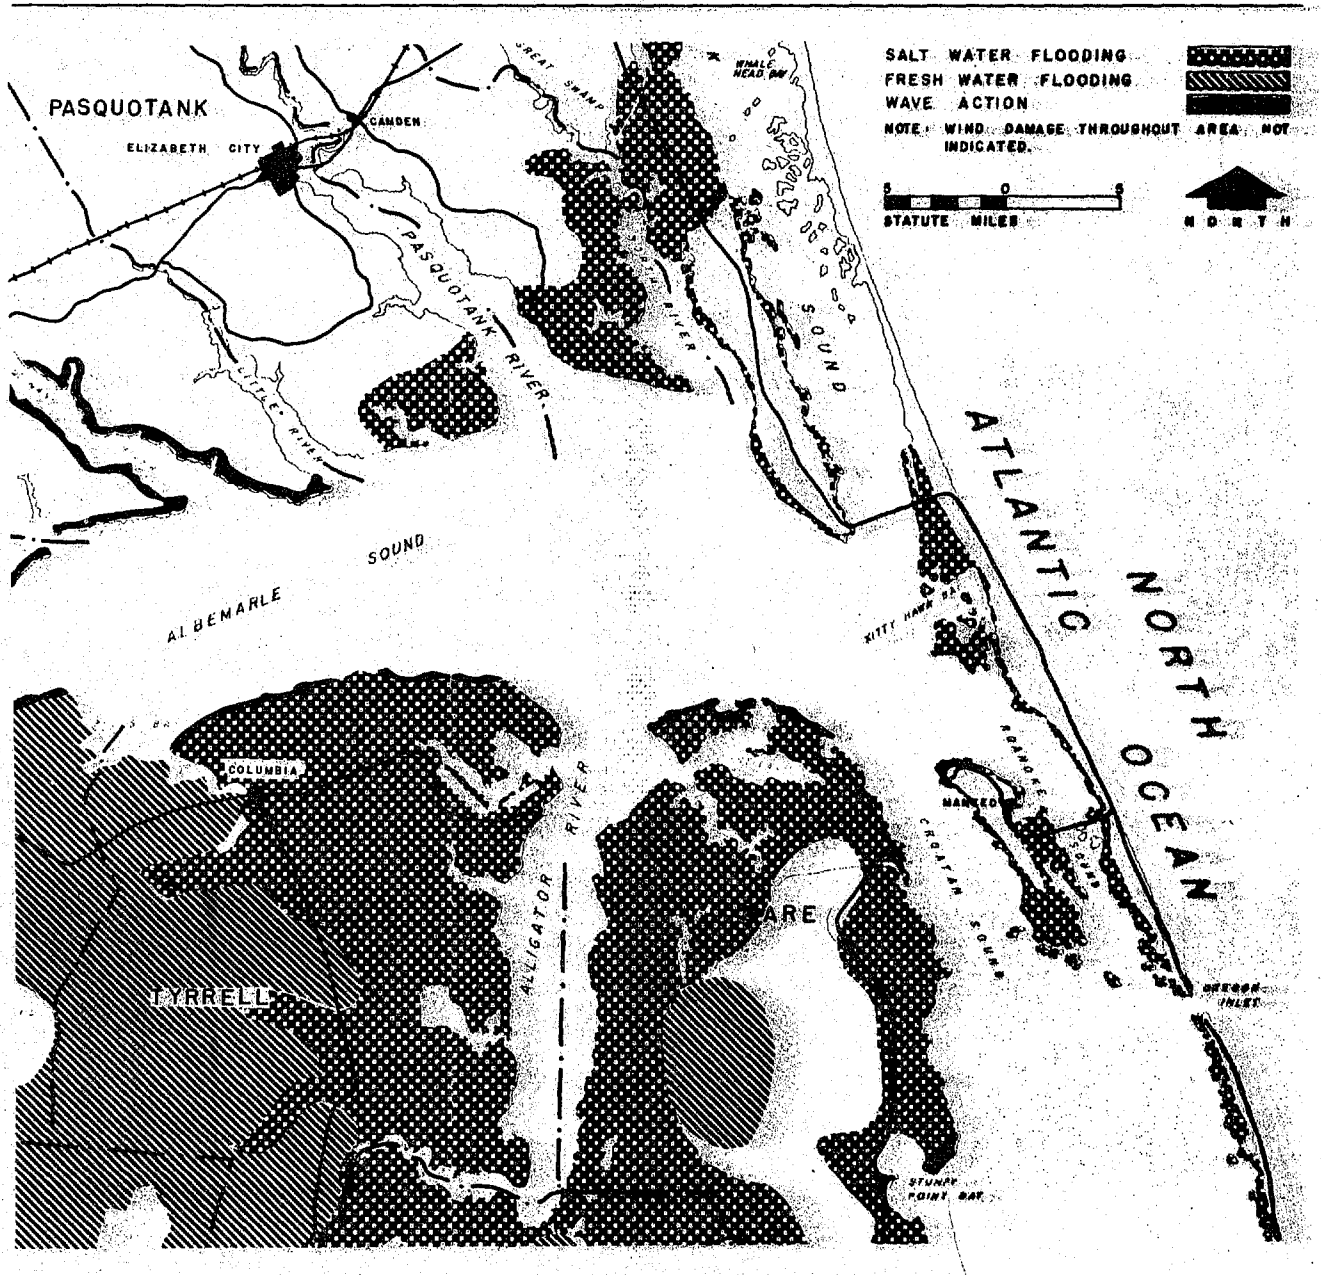 SALT WATER FLOODING
FRESH WATER FLOODING
WAVE ACTION
NOTE: WIND DAMAGE THROUGHOUT AREA NOT
INDICATED.
5 0 5
STATUTE MILES
NORTH
GREAT SWAMP
WHALE
HEAD BAY
PASQUOTANK
CAMDEN
ELIZABETH CITY
PASQUOTANK RIVER
RIVER
SOUND
LITTLE RIVER
ATLANTIC
NORTH
OCEAN
ALBEMARLE SOUND
KITTY HAWK
COLUMBIA
ROANOKE
CROATAN SOUND
ALLIGATOR RIVER
TYRRELL
OREGON
INLET
STUMPY
POINT BAY